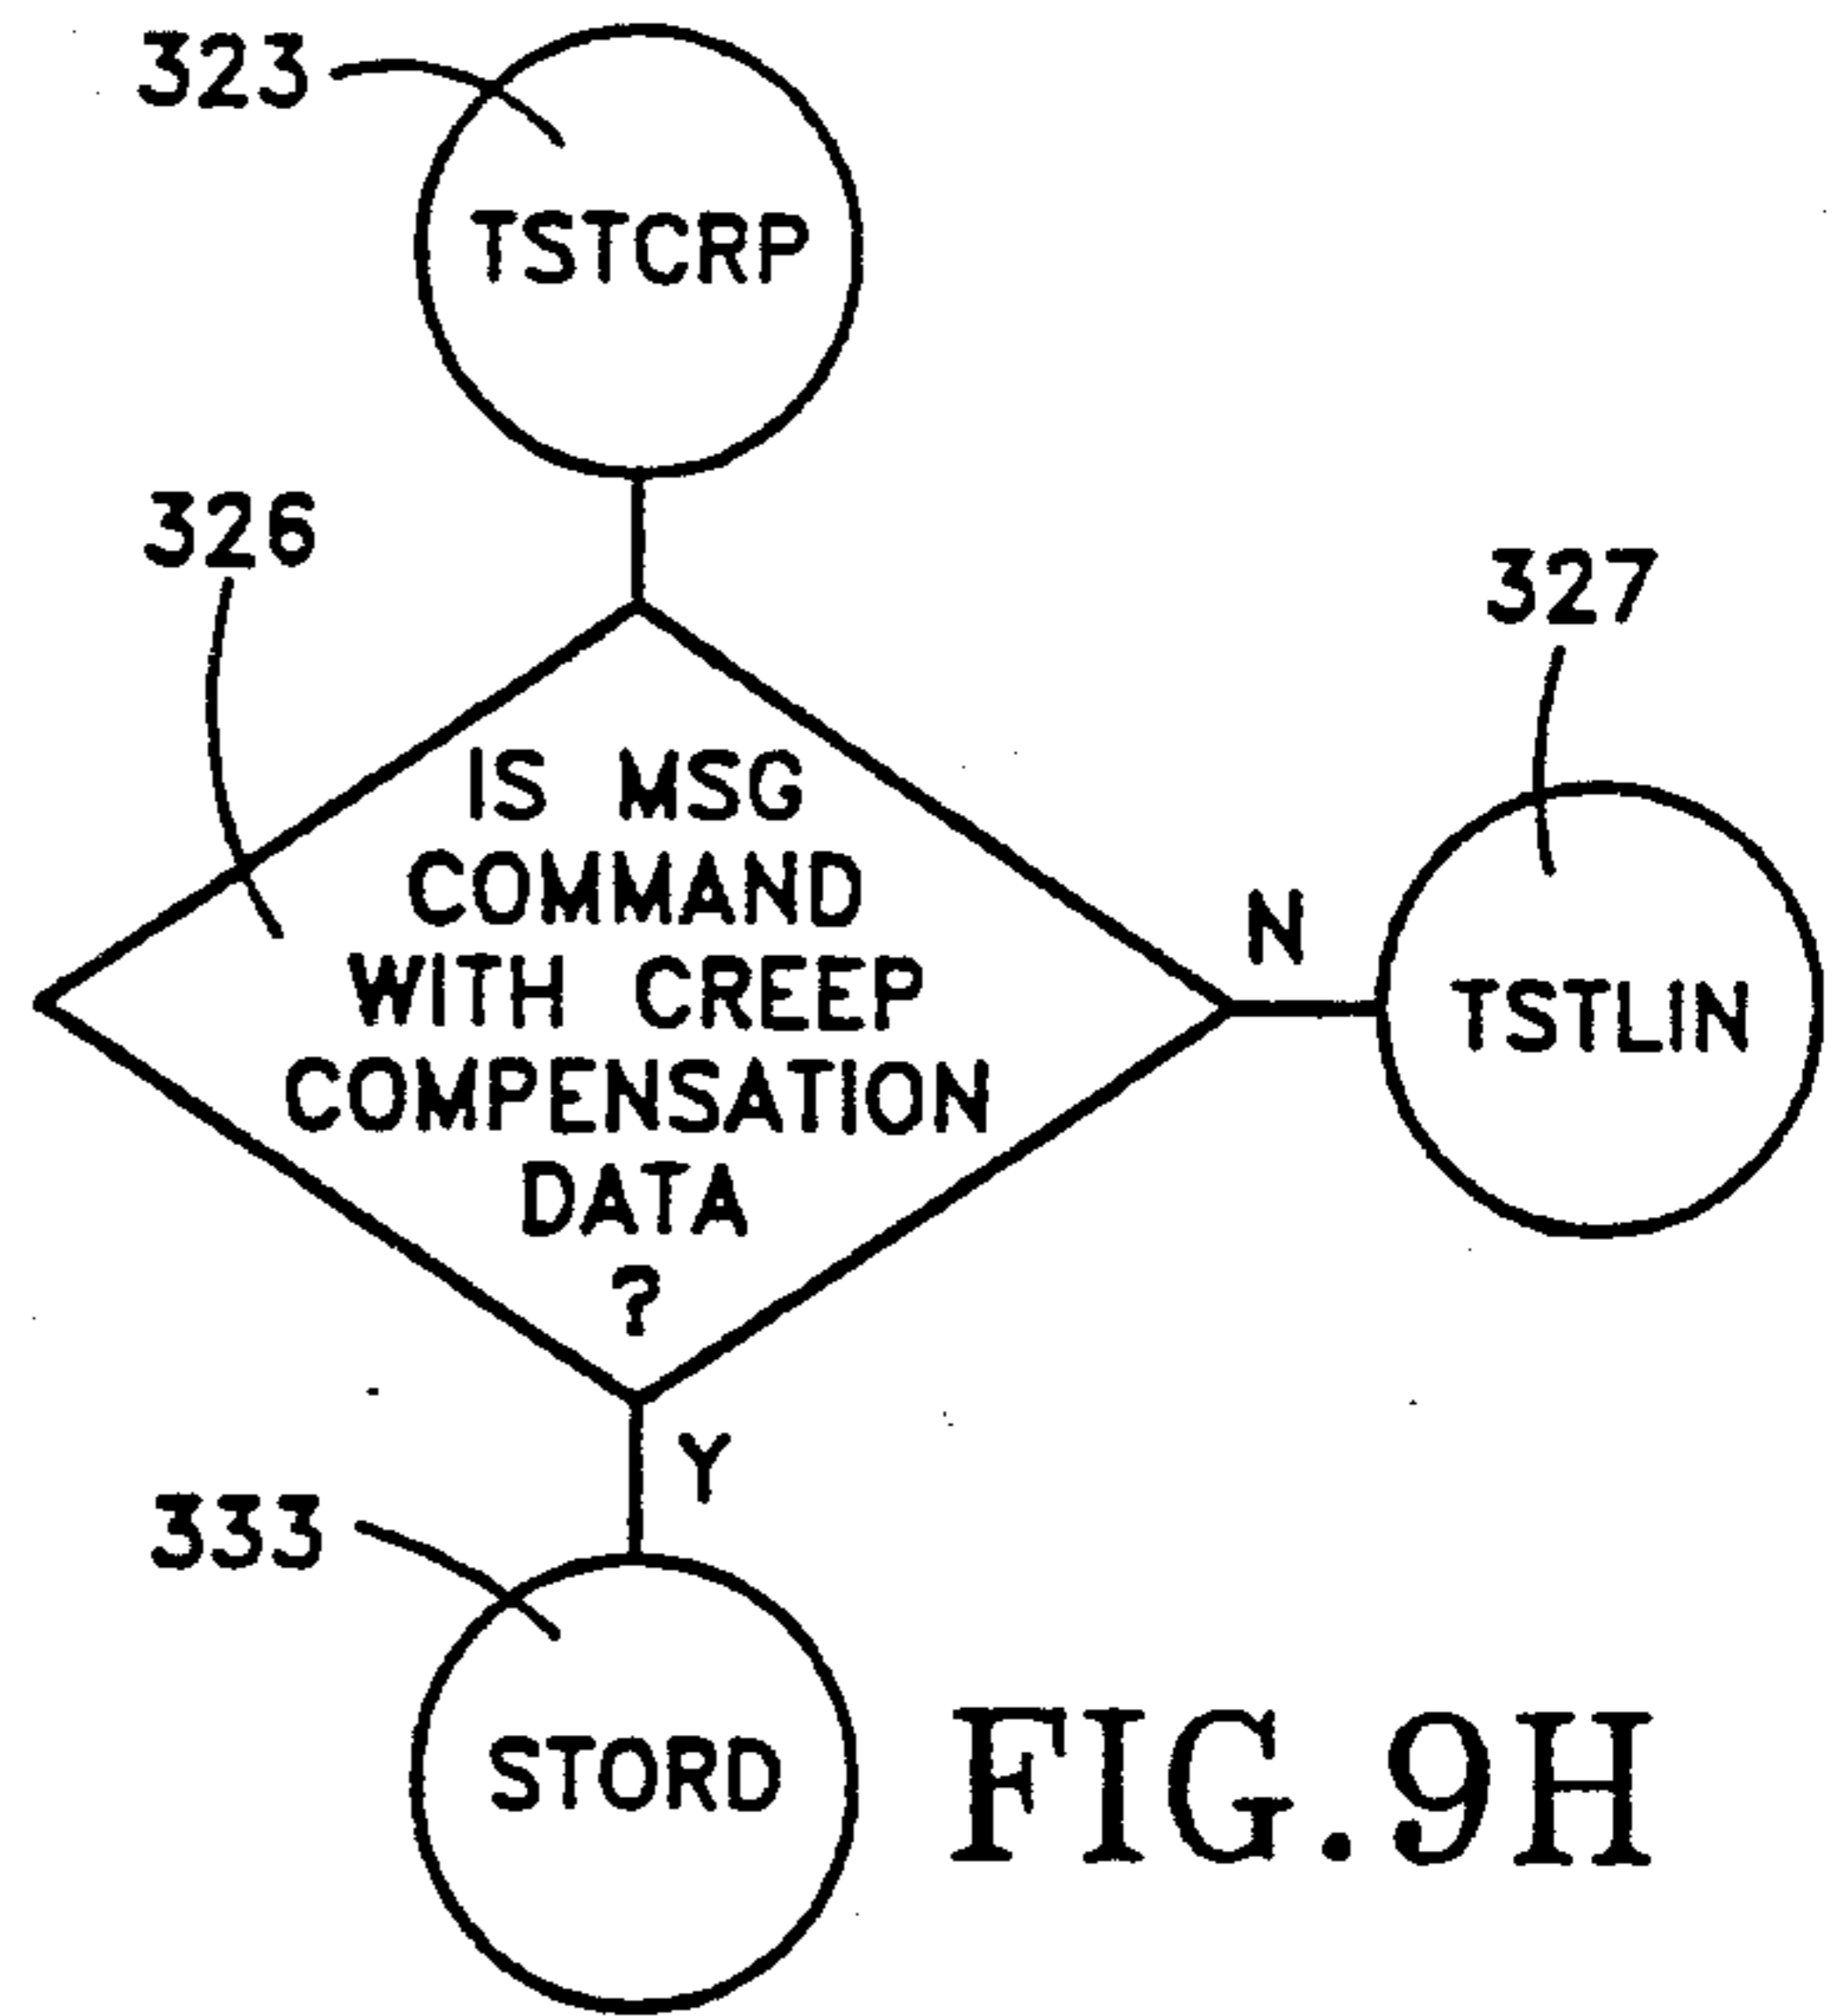 323
TSTCRP
326
327
IS MSG
COMMAND
WITH CREEP
COMPENSATION
DATA
?
N
TSTLIN
Y
333
STORD
FIG.9H